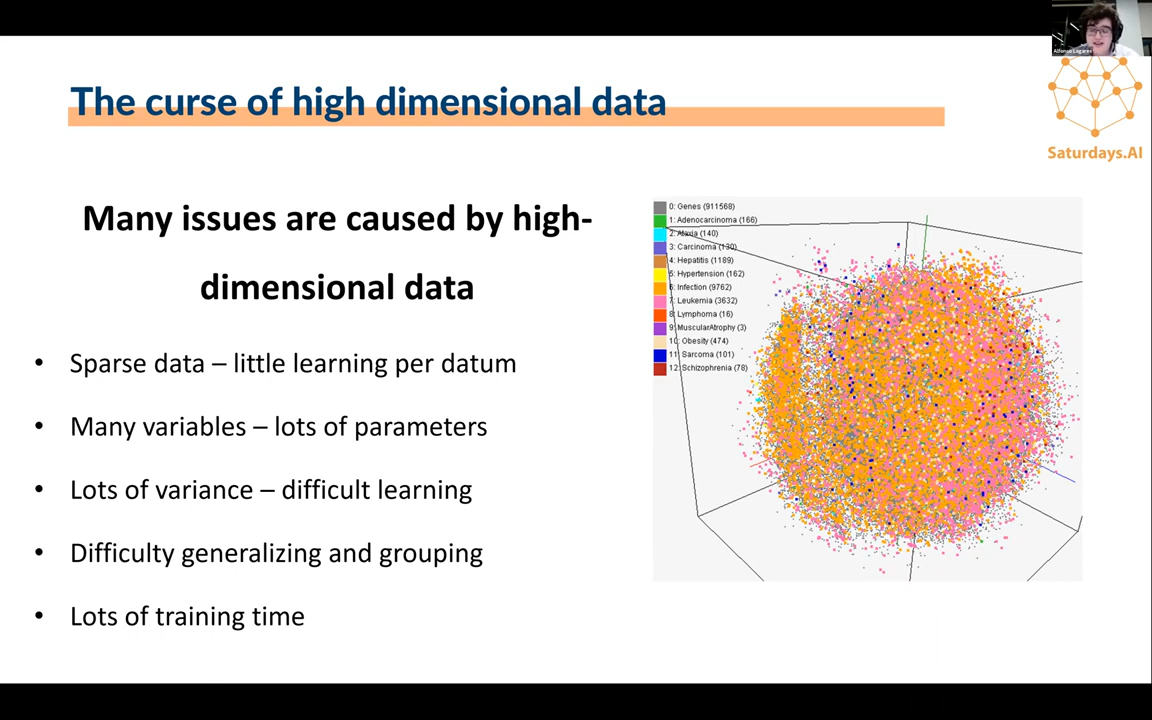 Alfonso Lagares
The curse of high dimensional data
Saturdays.AI
Many issues are caused by high-
dimensional data
• Sparse data – little learning per datum
• Many variables – lots of parameters
• Lots of variance – difficult learning
• Difficulty generalizing and grouping
• Lots of training time
0: Genes (911568)
1: Adenocarcinoma (166)
2: Ataxia (140)
3: Carcinoma (130)
4: Hepatitis (1189)
5: Hypertension (162)
6: Infection (9762)
7: Leukemia (3632)
8: Lymphoma (16)
9: MuscularAtrophy (3)
10: Obesity (474)
11: Sarcoma (101)
12: Schizophrenia (78)